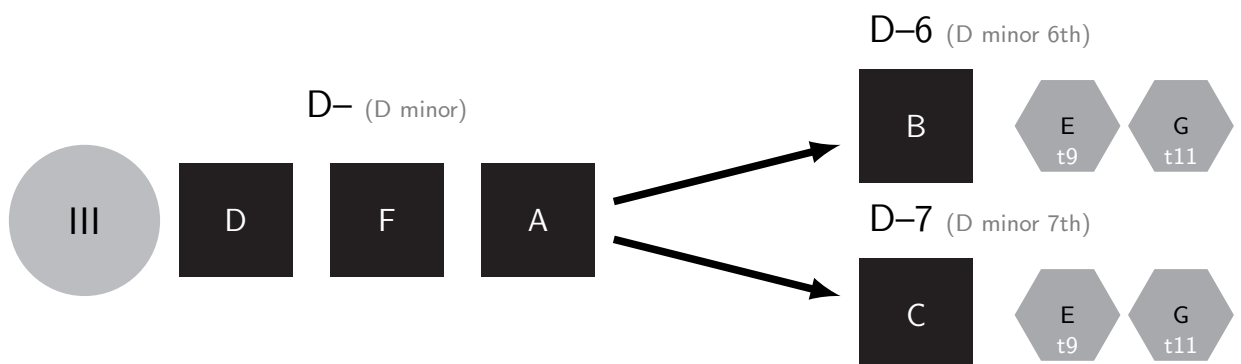 D–6 (D minor 6th)
D– (D minor)
B
E
t9
G
t11
III
D
F
A
D–7 (D minor 7th)
C
E
t9
G
t11